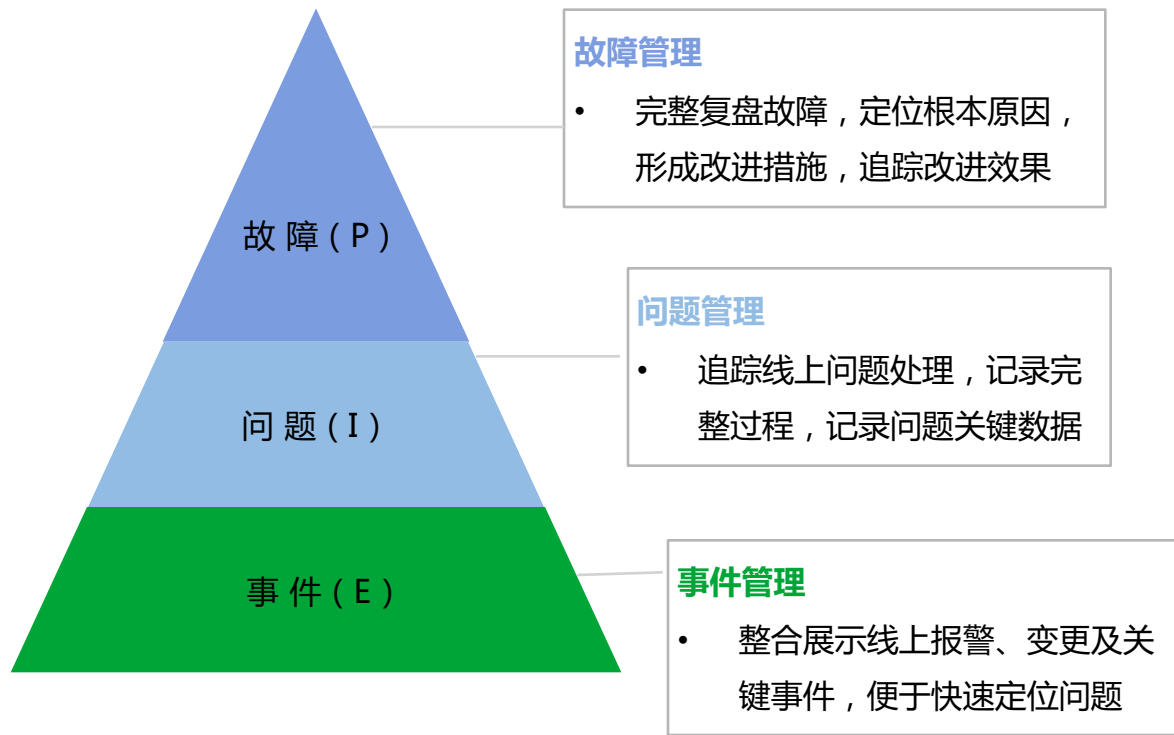 故障管理
• 完整复盘故障，定位根本原因，
形成改进措施，追踪改进效果
故 障（P）
问题管理
• 追踪线上问题处理，记录完
整过程，记录问题关键数据
问 题（I）
事件管理
• 整合展示线上报警、变更及关
键事件，便于快速定位问题
事 件（E）